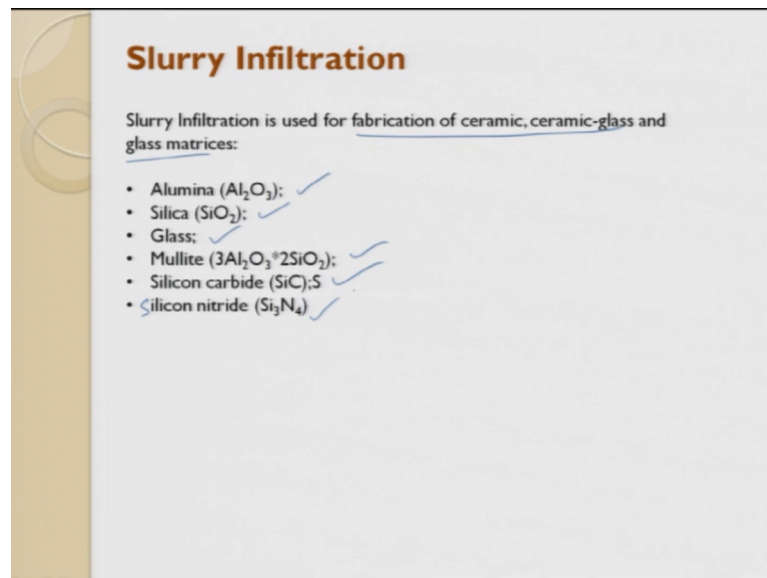 Slurry Infiltration
Slurry Infiltration is used for fabrication of ceramic, ceramic-glass and
glass matrices:
• Alumina (Al₂O₃);
• Silica (SiO₂);
• Glass;
• Mullite (3Al₂O₃*2SiO₂);
• Silicon carbide (SiC);S
• Silicon nitride (Si₃N₄)